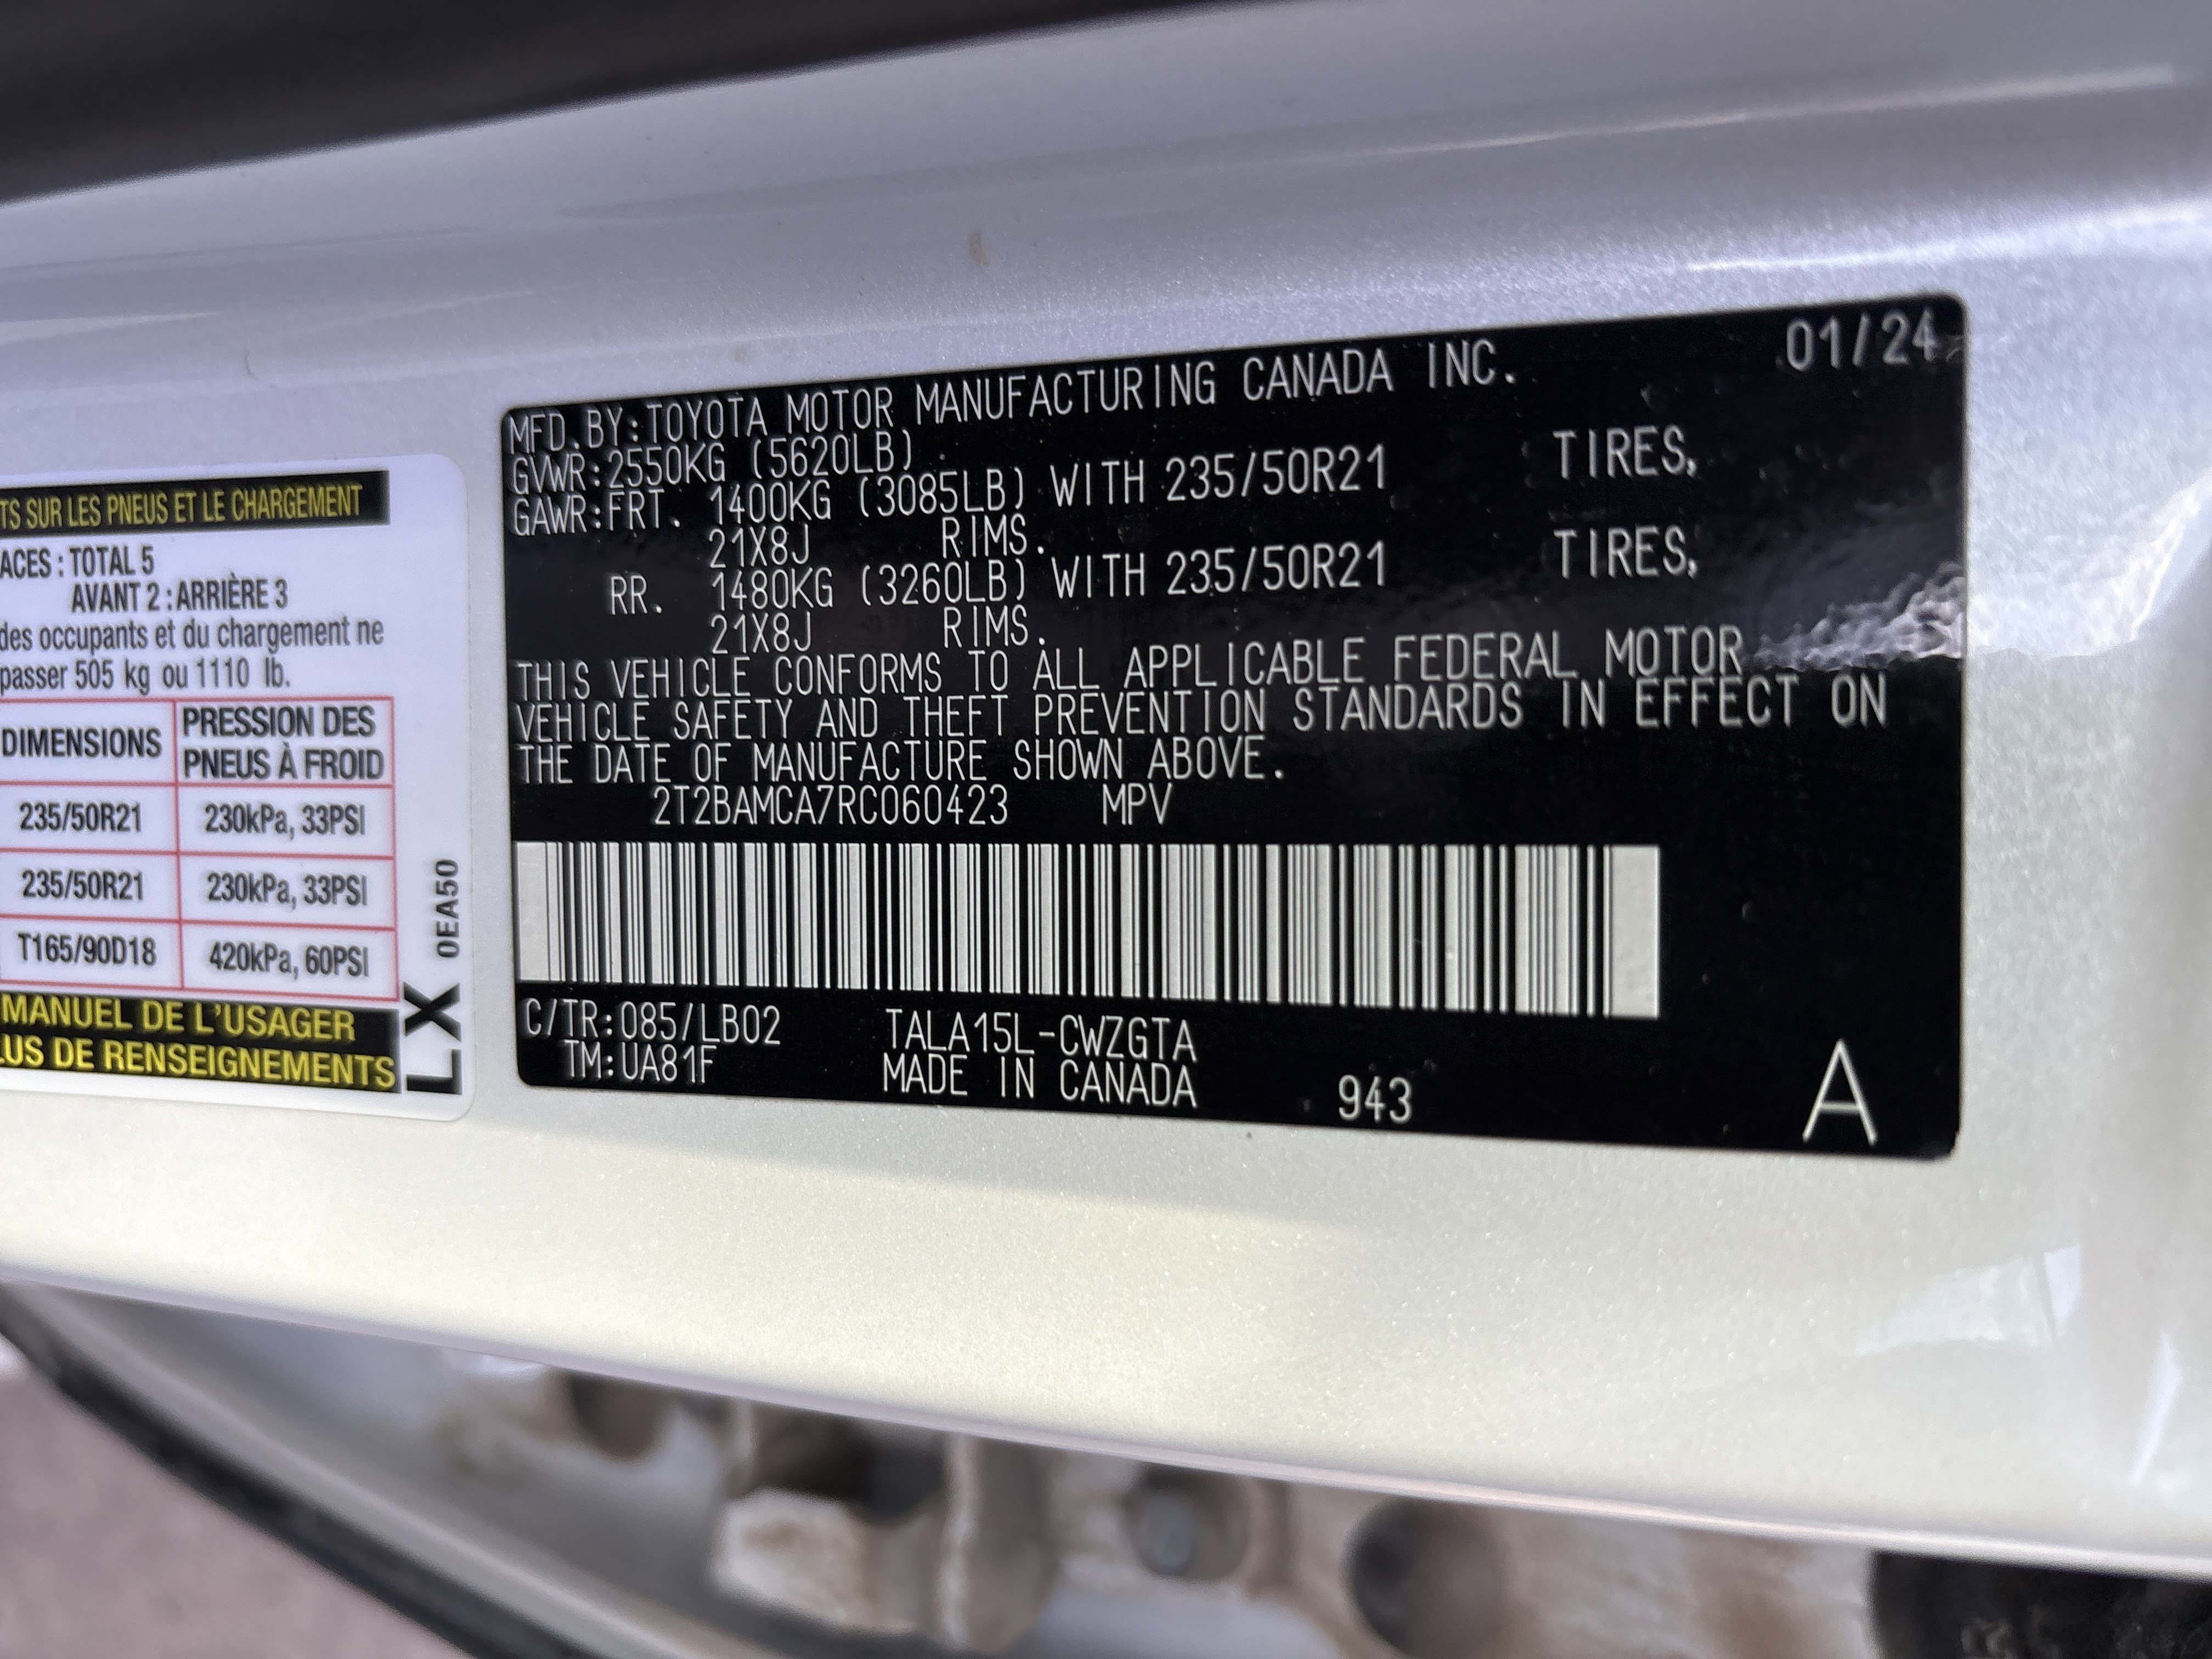 TS SUR LES PNEUS ET LE CHARGEMENT
ACES : TOTAL 5
AVANT 2 : ARRIÈRE 3
des occupants et du chargement ne
passer 505 kg ou 1110 lb.
DIMENSIONS PRESSION DES PNEUS À FROID
235/50R21 230kPa, 33PSI
235/50R21 230kPa, 33PSI
T165/90D18 420kPa, 60PSI
MANUEL DE L'USAGER
LUS DE RENSEIGNEMENTS
LX 0EA50
01/24
MFD.BY:TOYOTA MOTOR MANUFACTURING CANADA INC.
GVWR:2550KG (5620LB)
GAWR:FRT. 1400KG (3085LB) WITH 235/50R21 TIRES,
21X8J RIMS.
RR. 1480KG (3260LB) WITH 235/50R21 TIRES,
21X8J RIMS.
THIS VEHICLE CONFORMS TO ALL APPLICABLE FEDERAL MOTOR
VEHICLE SAFETY AND THEFT PREVENTION STANDARDS IN EFFECT ON
THE DATE OF MANUFACTURE SHOWN ABOVE.
2T2BAMCA7RC060423 MPV
C/TR:085/LB02 TALA15L-CWZGTA
TM:UA81F MADE IN CANADA 943 A